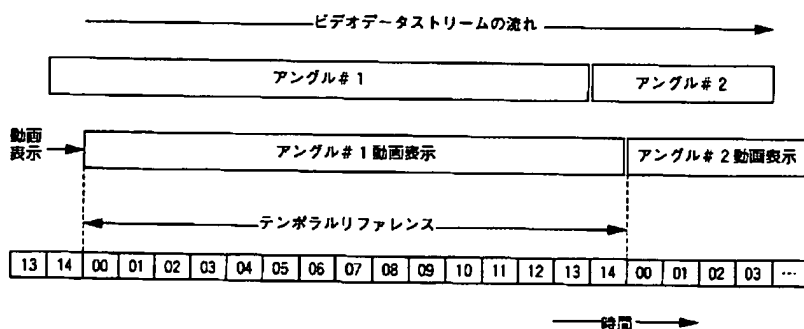 ビデオデータストリームの流れ
アングル#1 アングル#2
動画
表示
アングル#1動画表示 アングル#2動画表示
テンポラルリファレンス
13 14 00 01 02 03 04 05 06 07 08 09 10 11 12 13 14 00 01 02 03 …
時間